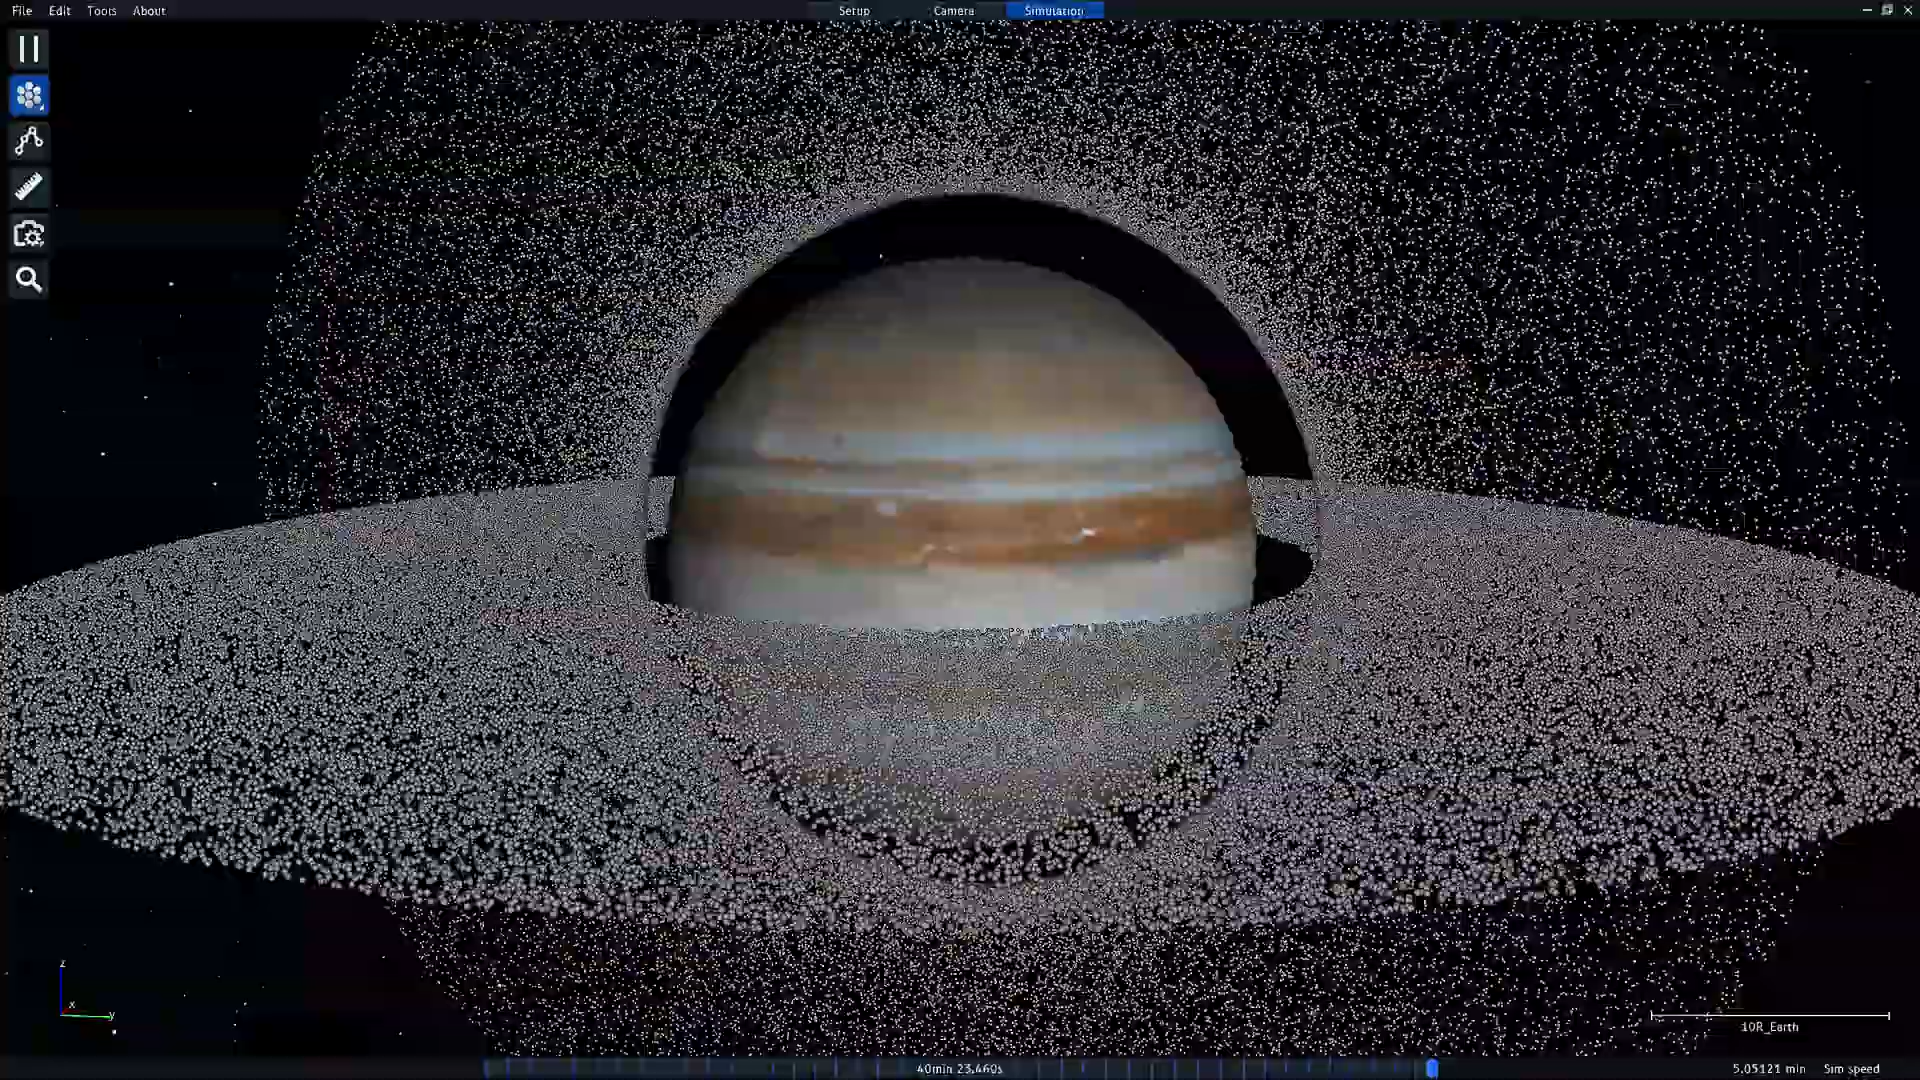 File Edit Tools About Setup Camera Simulation
z
x
y
10R_Earth
40min 23.460s 5.05121 min Sim speed